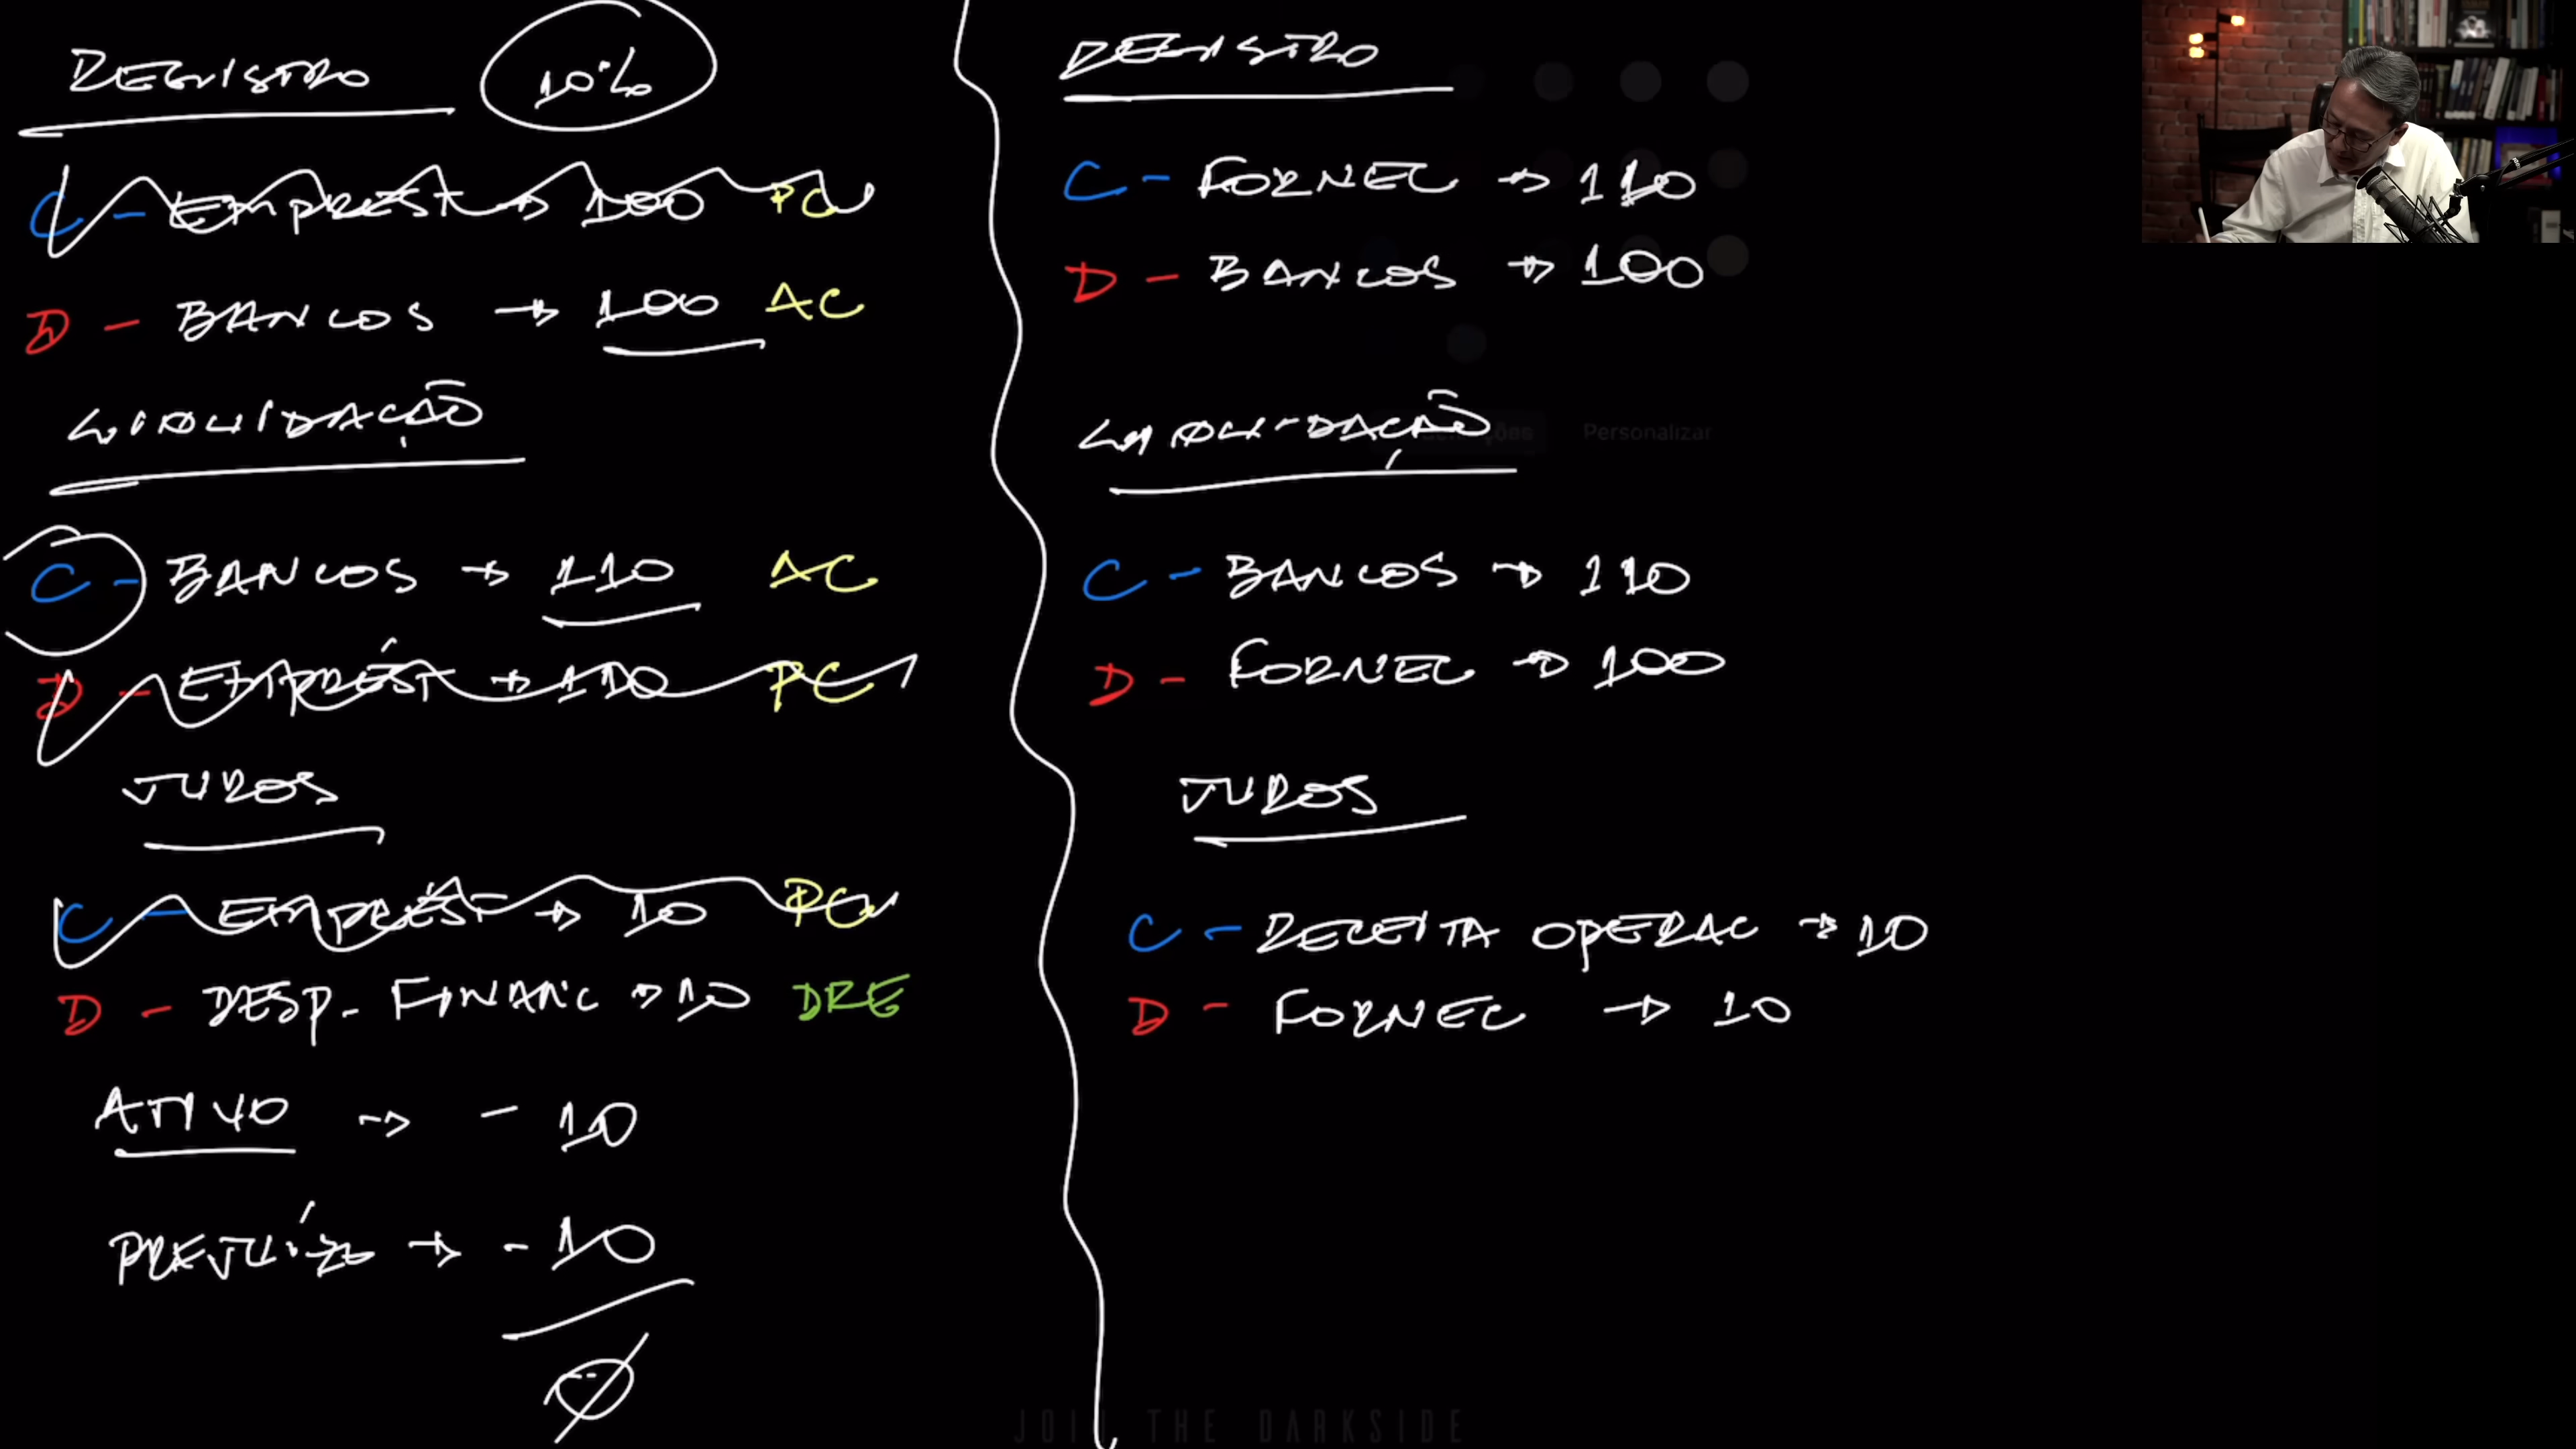 REGISTRO 10%
C - EMPRÉST → 100 PC
D - BANCOS → 100 AC
LIQUIDAÇÃO
C - BANCOS → 110 AC
D - EMPRÉST → 110 PC
JUROS
C - EMPRÉST → 10 PC
D - DESP. FINANC → 10 DRE
ATIVO → - 10
PREJUÍZO → - 10
Ø
REGISTRO
C - FORNEC → 110
D - BANCOS → 100
LIQUIDAÇÃO
Personalizar
C - BANCOS → 110
D - FORNEC → 100
JUROS
C - RECEITA OPERAC → 10
D - FORNEC → 10
JOIN THE DARKSIDE